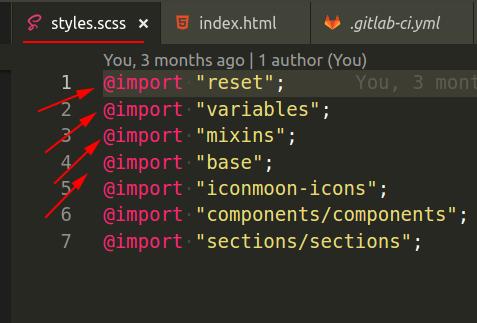 styles.scss × index.html .gitlab-ci.yml
You, 3 months ago | 1 author (You)
1 @import "reset"; You, 3 mont
2 @import "variables";
3 @import "mixins";
4 @import "base";
5 @import "iconmoon-icons";
6 @import "components/components";
7 @import "sections/sections";